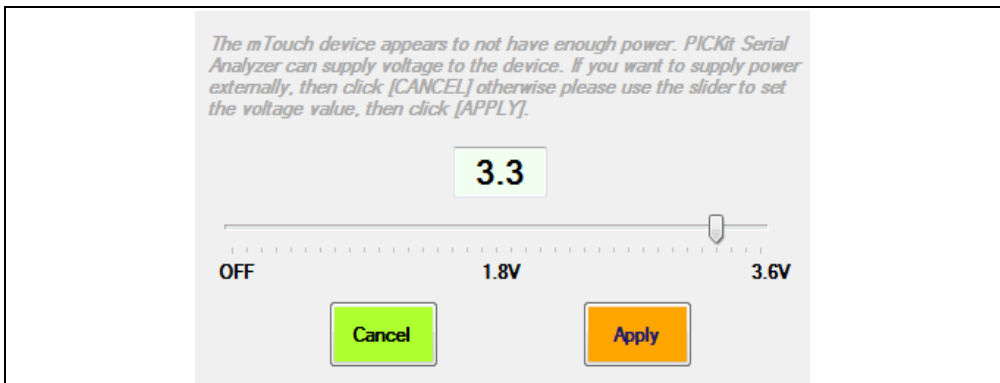 The mTouch device appears to not have enough power. PICKit Serial
Analyzer can supply voltage to the device. If you want to supply power
externally, then click [CANCEL] otherwise please use the slider to set
the voltage value, then click [APPLY].
3.3
OFF 1.8V 3.6V
Cancel Apply